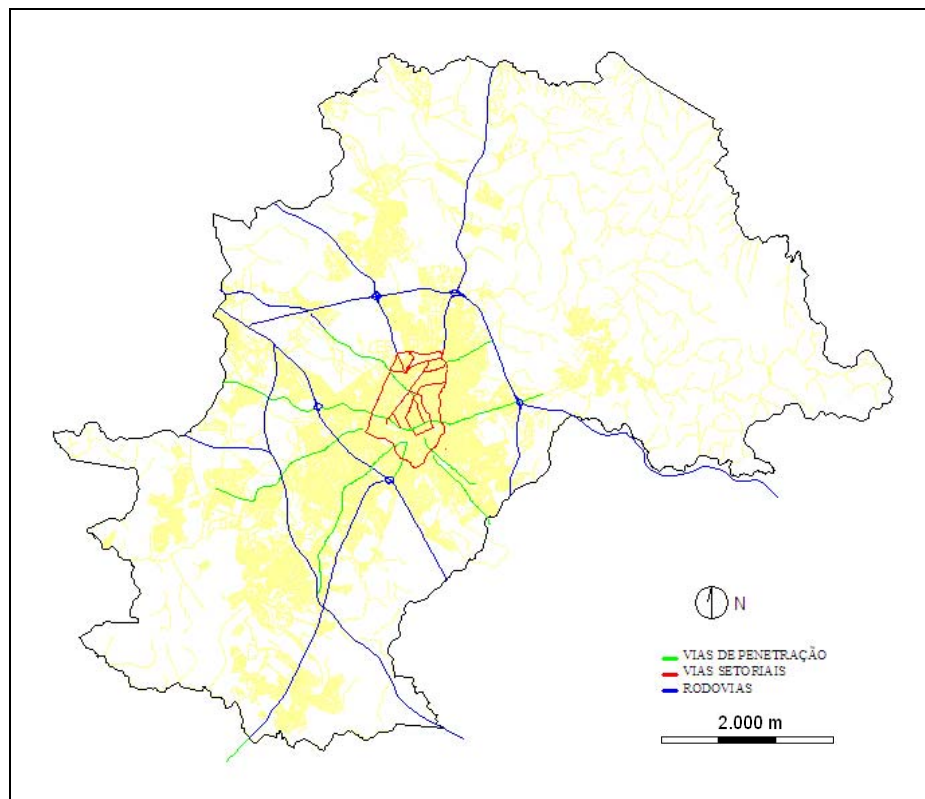 N
VIAS DE PENETRAÇÃO
VIAS SETORIAIS
RODOVIAS
2.000 m